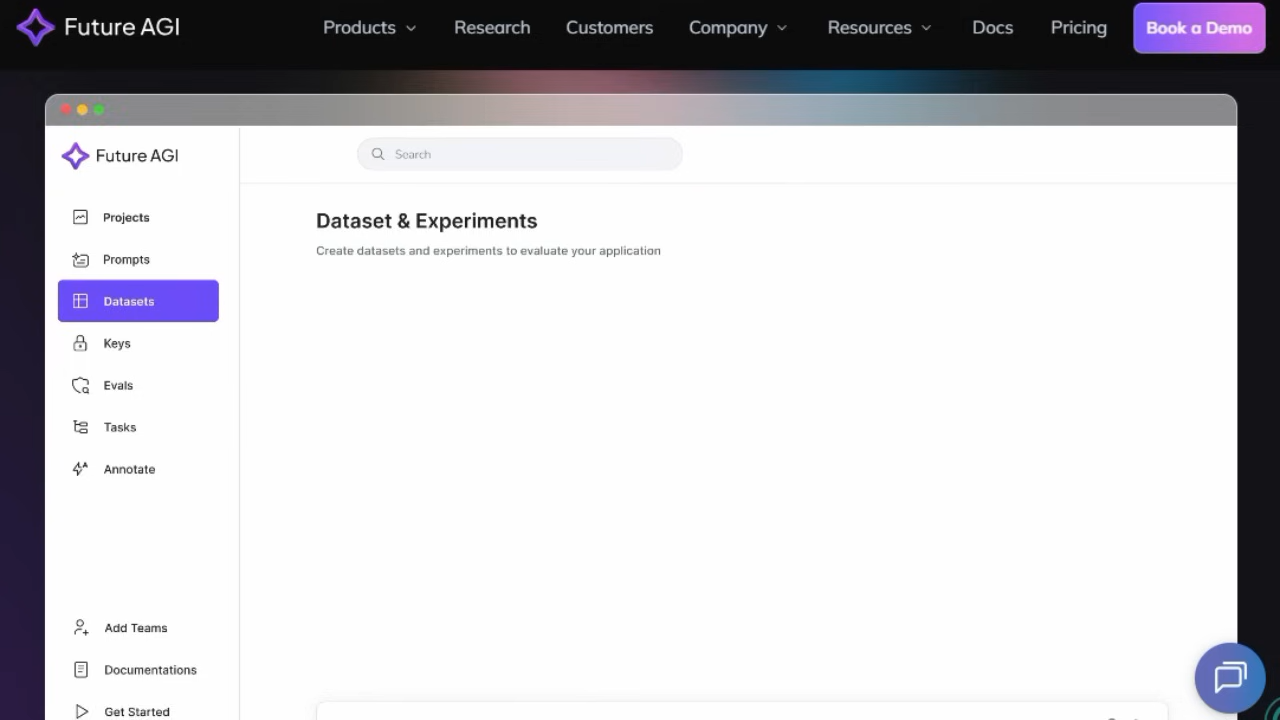 Future AGI
Products
Research
Customers
Company
Resources
Docs
Pricing
Book a Demo
Future AGI
Search
Projects
Prompts
Datasets
Keys
Evals
Tasks
Annotate
Add Teams
Documentations
Get Started
Dataset & Experiments
Create datasets and experiments to evaluate your application